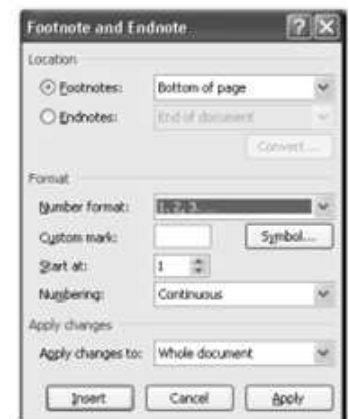 Footnote and Endnote
Location
Footnotes: Bottom of page
Endnotes: End of document
Convert...
Format
Number format: 1, 2, 3, ...
Custom mark: Symbol...
Start at: 1
Numbering: Continuous
Apply changes
Apply changes to: Whole document
Insert Cancel Apply